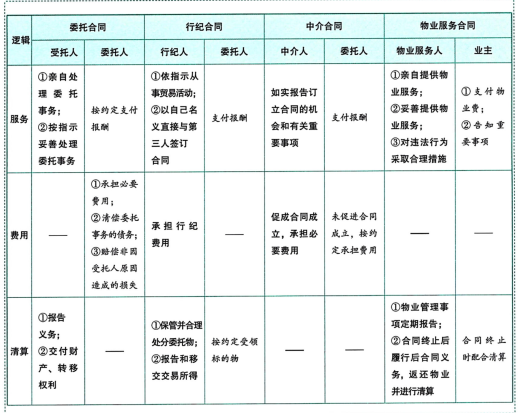 逻辑
委托合同
行纪合同
中介合同
物业服务合同
受托人
委托人
行纪人
委托人
中介人
委托人
物业服务人
业主
服务
①亲自处
理委托
事务；
②按指示
妥善处理
委托事务
按约定支付
报酬
①依指示从
事贸易活动；
②以自己名
义直接与第
三人签订
合同
支付报酬
如实报告订
立合同的机
会和有关重
要事项
支付报酬
①亲自提供物
业服务；
②妥善提供物
业服务；
③对违法行为
采取合理措施
①支付物
业费；
②告知重
要事项
费用
——
①承担必要
费用；
②清偿委托
事务的债务；
③赔偿非因
受托人原因
造成的损失
承担行纪
费用
——
促成合同成
立，承担必
要费用
未促进合同
成立，按约
定承担费用
——
——
清算
①报告
义务；
②交付财
产、转移
权利
——
①保管并合理
处分委托物；
②报告和移
交交易所得
按约定受领
标的物
——
——
①物业管理事
项定期报告；
②合同终止后
履行后合同义
务，返还物业
并进行清算
合同终止
时配合清算